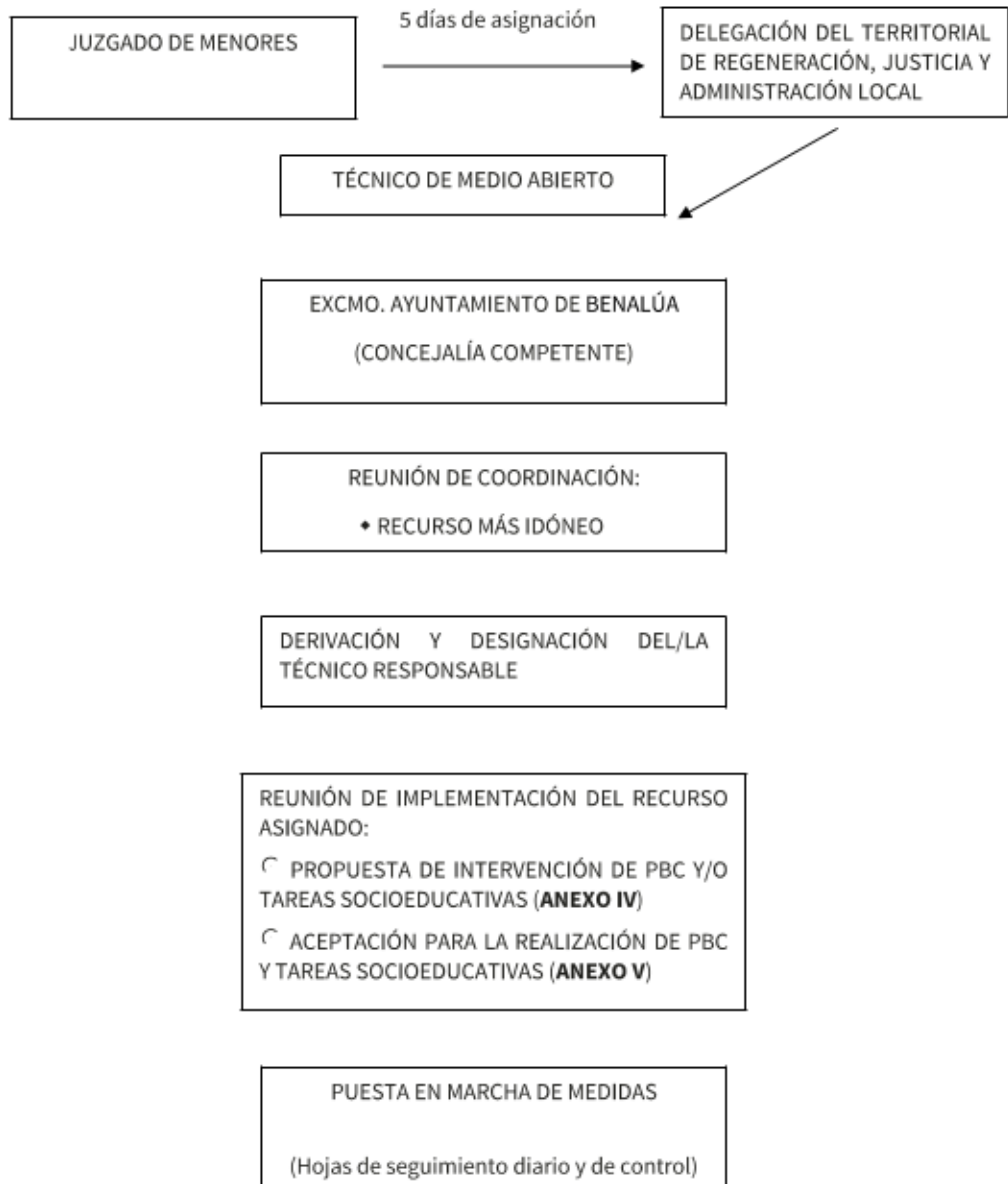 JUZGADO DE MENORES
5 días de asignación
DELEGACIÓN DEL TERRITORIAL
DE REGENERACIÓN, JUSTICIA Y
ADMINISTRACIÓN LOCAL
TÉCNICO DE MEDIO ABIERTO
EXCMO. AYUNTAMIENTO DE BENALÚA
(CONCEJALÍA COMPETENTE)
REUNIÓN DE COORDINACIÓN:
◆ RECURSO MÁS IDÓNEO
DERIVACIÓN Y DESIGNACIÓN DEL/LA
TÉCNICO RESPONSABLE
REUNIÓN DE IMPLEMENTACIÓN DEL RECURSO
ASIGNADO:
PROPUESTA DE INTERVENCIÓN DE PBC Y/O
TAREAS SOCIOEDUCATIVAS (ANEXO IV)
ACEPTACIÓN PARA LA REALIZACIÓN DE PBC
Y TAREAS SOCIOEDUCATIVAS (ANEXO V)
PUESTA EN MARCHA DE MEDIDAS
(Hojas de seguimiento diario y de control)